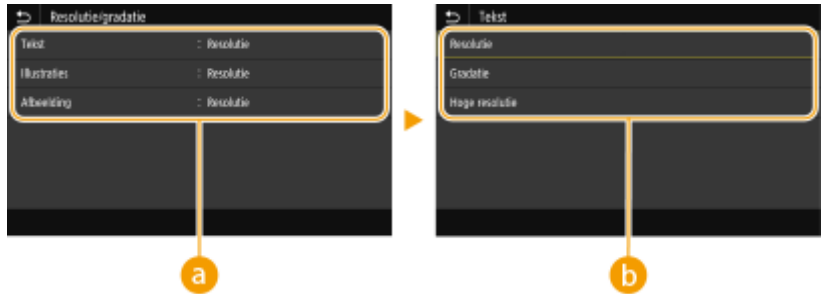 Resolutie/gradatie
Tekst : Resolutie
Illustraties : Resolutie
Afbeelding : Resolutie
a
Tekst
Resolutie
Gradatie
Hoge resolutie
b